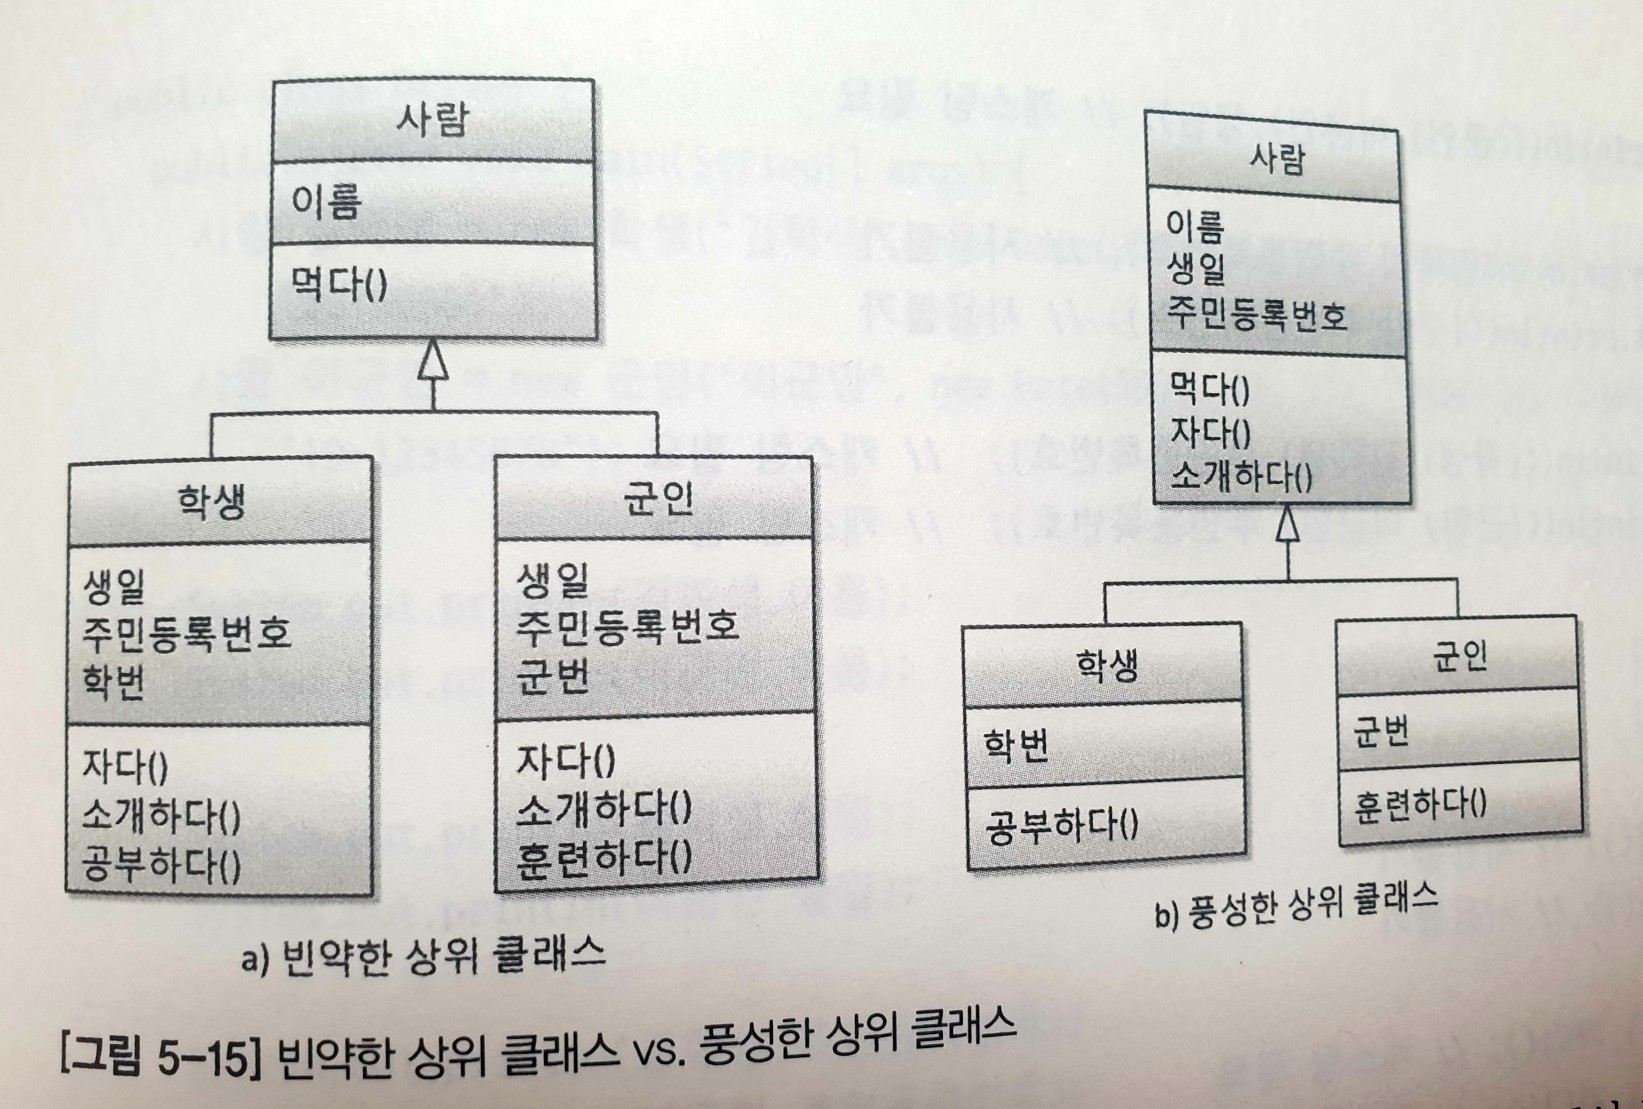 사람
이름
먹다()
학생
생일
주민등록번호
학번
자다()
소개하다()
공부하다()
군인
생일
주민등록번호
군번
자다()
소개하다()
훈련하다()
a) 빈약한 상위 클래스
사람
이름
생일
주민등록번호
먹다()
자다()
소개하다()
학생
학번
공부하다()
군인
군번
훈련하다()
b) 풍성한 상위 클래스
[그림 5-15] 빈약한 상위 클래스 vs. 풍성한 상위 클래스